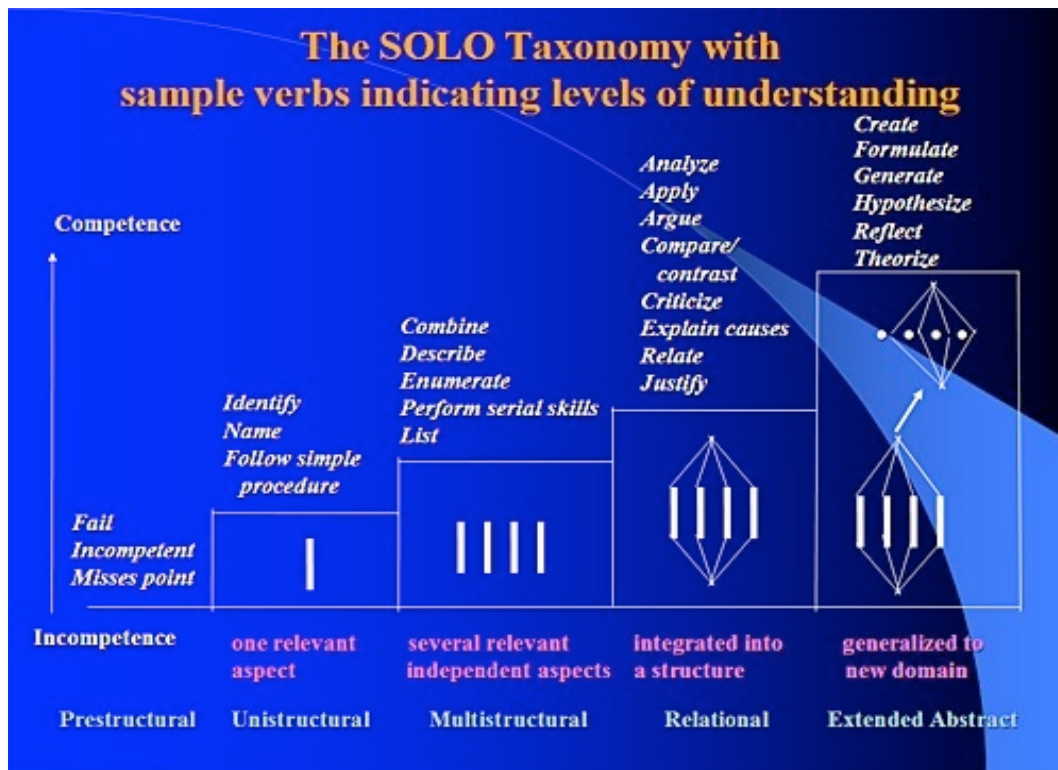 The SOLO Taxonomy with
sample verbs indicating levels of understanding
Competence
Fail
Incompetent
Misses point
Identify
Name
Follow simple
procedure
Combine
Describe
Enumerate
Perform serial skills
List
Analyze
Apply
Argue
Compare/
contrast
Criticize
Explain causes
Relate
Justify
Create
Formulate
Generate
Hypothesize
Reflect
Theorize
Incompetence
one relevant
aspect
several relevant
independent aspects
integrated into
a structure
generalized to
new domain
Prestructural
Unistructural
Multistructural
Relational
Extended Abstract